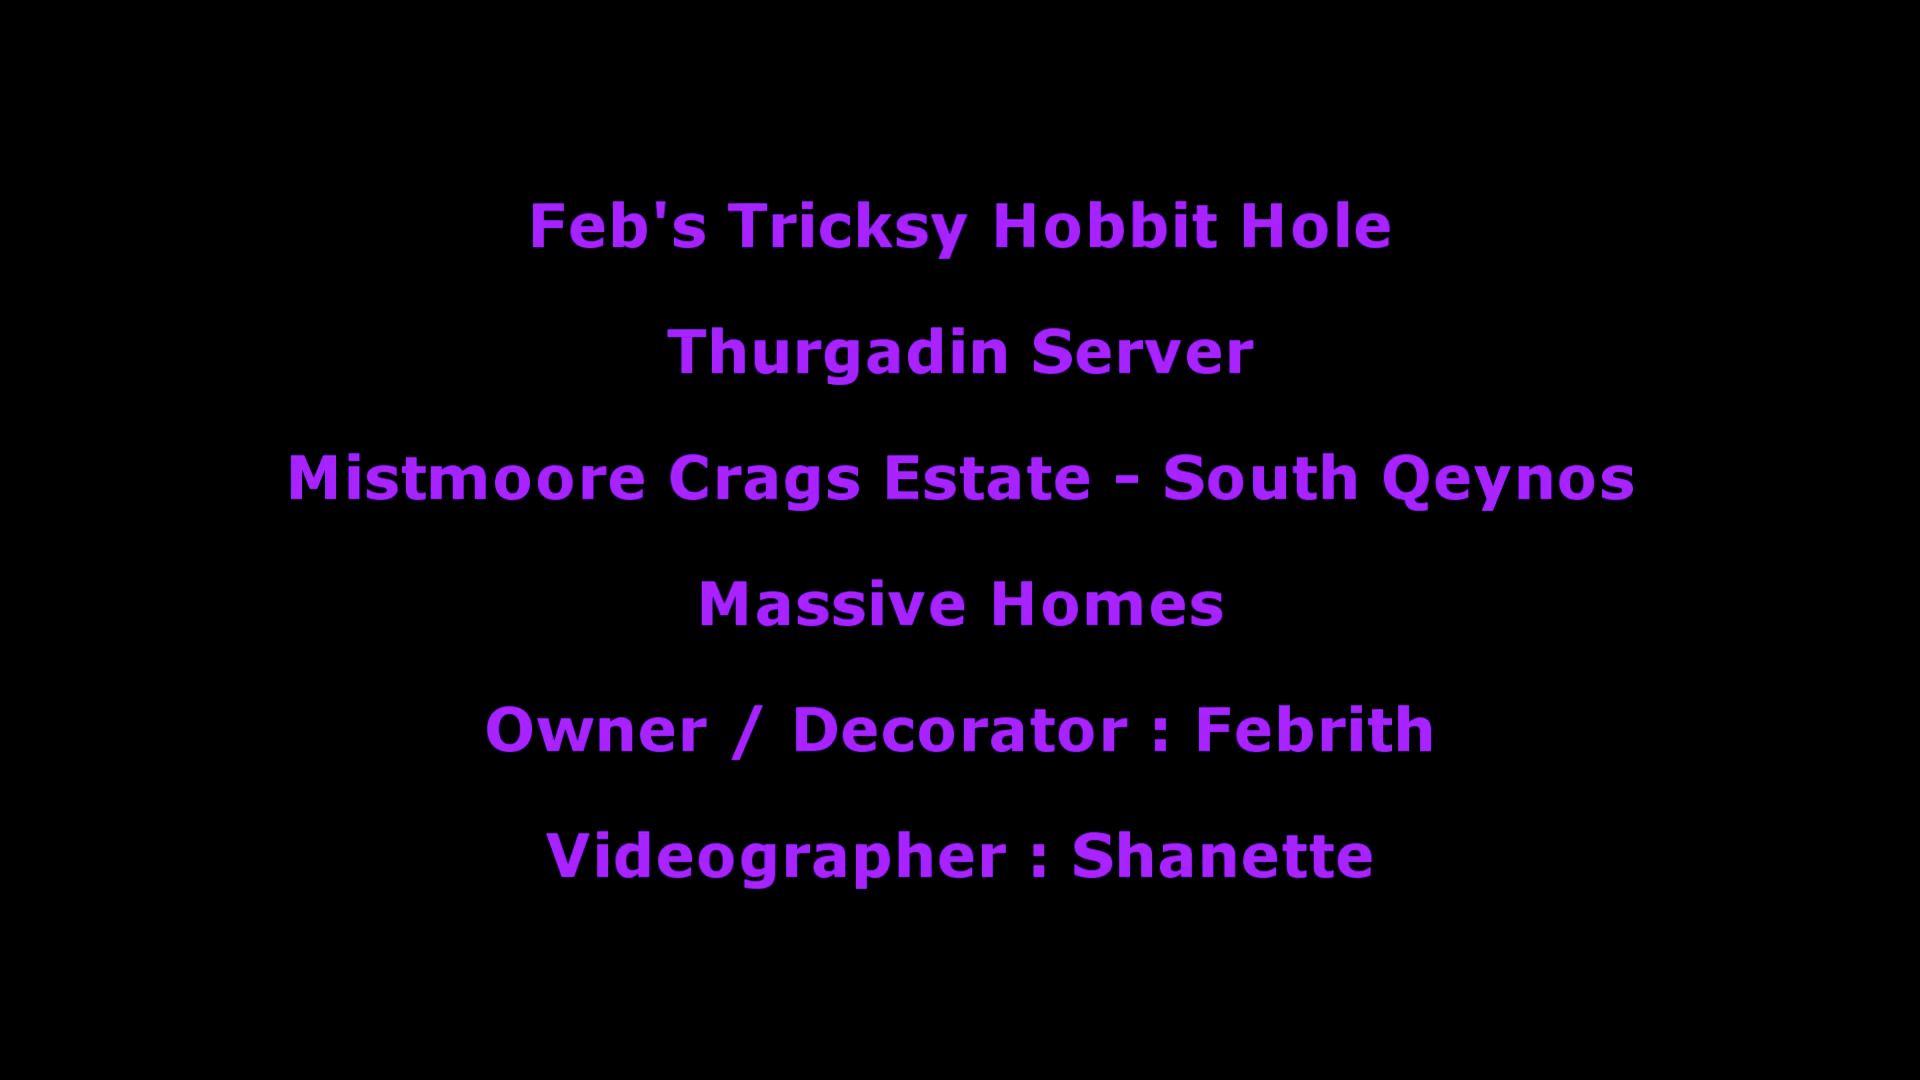 Feb's Tricksy Hobbit Hole
Thurgadin Server
Mistmoore Crags Estate - South Qeynos
Massive Homes
Owner / Decorator : Febrith
Videographer : Shanette